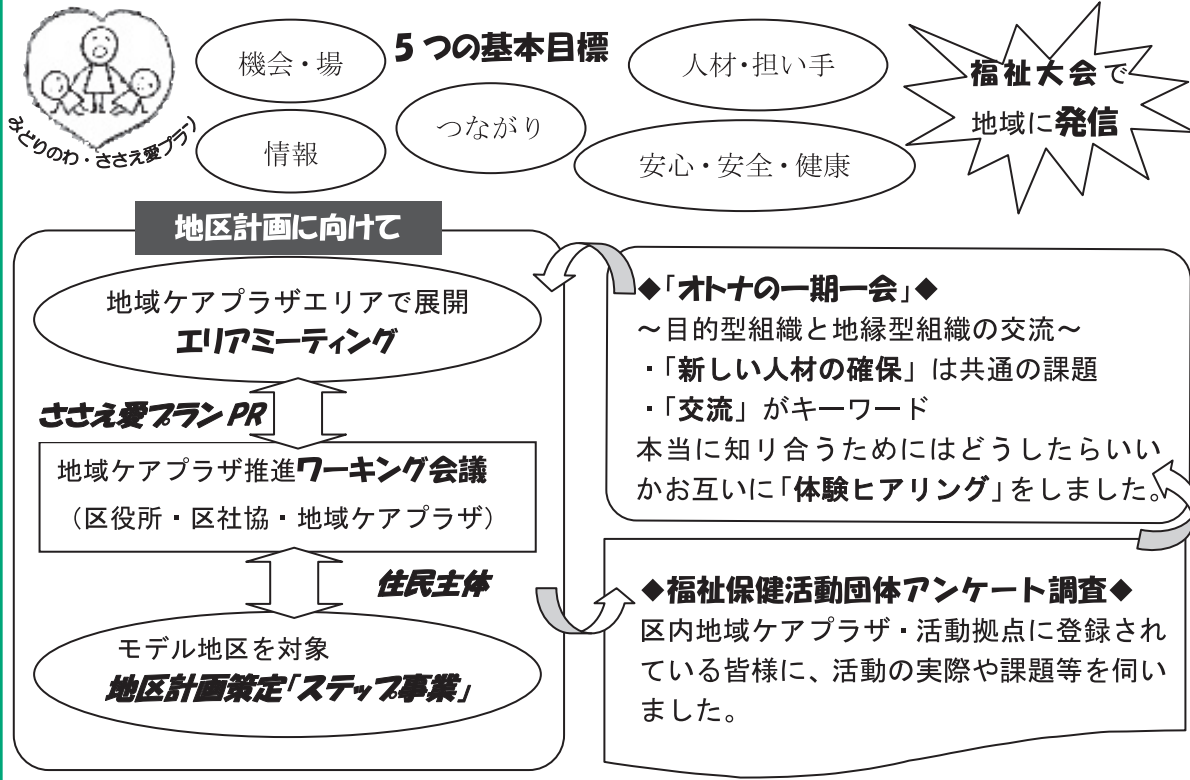 みどりのわ・ささえ愛プラン
5つの基本目標
機会・場
人材・担い手
つながり
情報
安心・安全・健康
福祉大会で
地域に発信
地区計画に向けて
地域ケアプラザエリアで展開
エリアミーティング
ささえ愛プランPR
地域ケアプラザ推進ワーキング会議
（区役所・区社協・地域ケアプラザ）
住民主体
モデル地区を対象
地区計画策定「ステップ事業」
◆「オトナの一期一会」◆
～目的型組織と地縁型組織の交流～
・「新しい人材の確保」は共通の課題
・「交流」がキーワード
本当に知り合うためにはどうしたらいい
かお互いに「体験ヒアリング」をしました。
◆福祉保健活動団体アンケート調査◆
区内地域ケアプラザ・活動拠点に登録され
ている皆様に、活動の実際や課題等を伺い
ました。